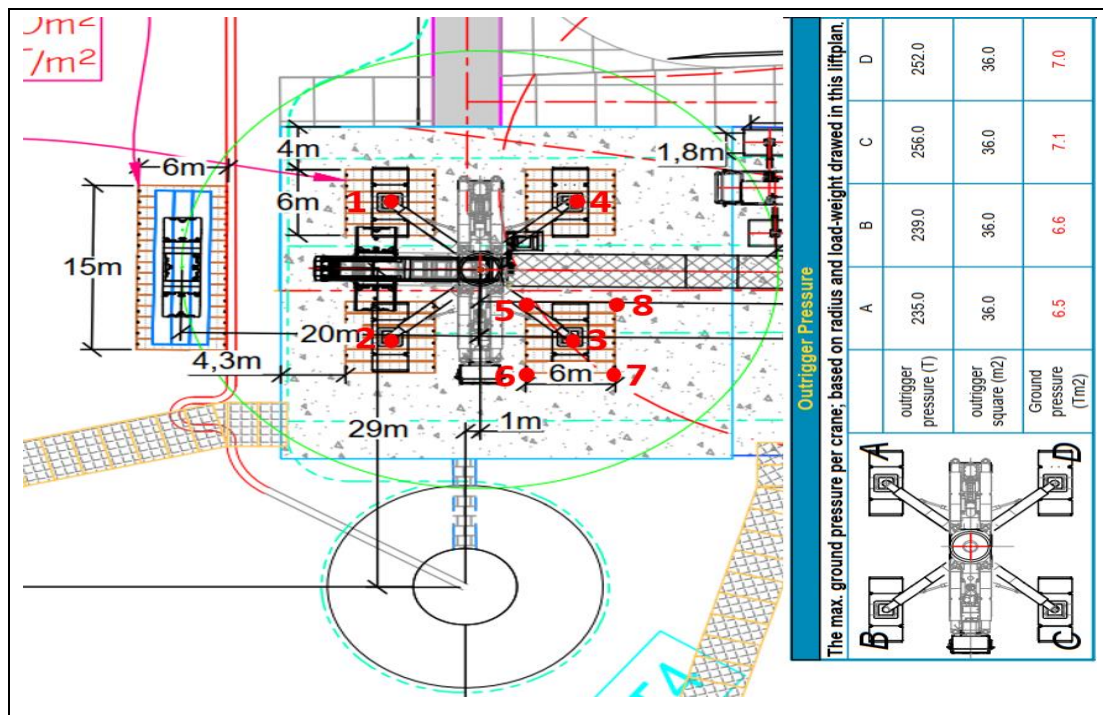 m²
T/m²
6m
15m
20m
4,3m
29m
1m
4m
6m
1,8m
6m
1
2
3
4
5
6
7
8
Outrigger Pressure
The max. ground pressure per crane; based on radius and load-weight drawed in this liftplan.
A B C D
outrigger pressure (T) 235.0 239.0 256.0 252.0
outrigger square (m2) 36.0 36.0 36.0 36.0
Ground pressure (Tm2) 6.5 6.6 7.1 7.0
A
B
C
D